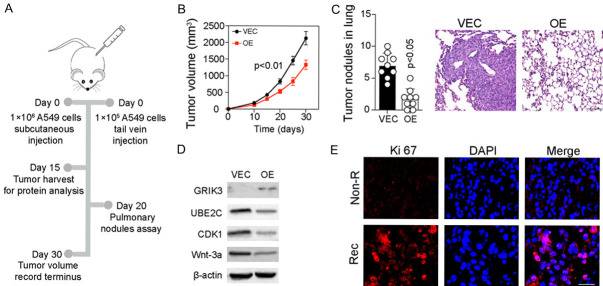 A
Day 0
1×10⁶ A549 cells
subcutaneous
injection
Day 0
1×10⁵ A549 cells
tail vein
injection
Day 15
Tumor harvest
for protein analysis
Day 20
Pulmonary
nodules assay
Day 30
Tumor volume
record terminus
B
Tumor volume (mm³)
2500
2000
1500
1000
500
0
VEC
OE
p<0.01
0 10 20 30
Time (days)
C
Tumor nodules in lung
15
10
5
0
p<0.05
VEC
OE
VEC
OE
D
VEC OE
GRIK3
UBE2C
CDK1
Wnt-3a
β-actin
E
Ki 67 DAPI Merge
Non-R
Rec